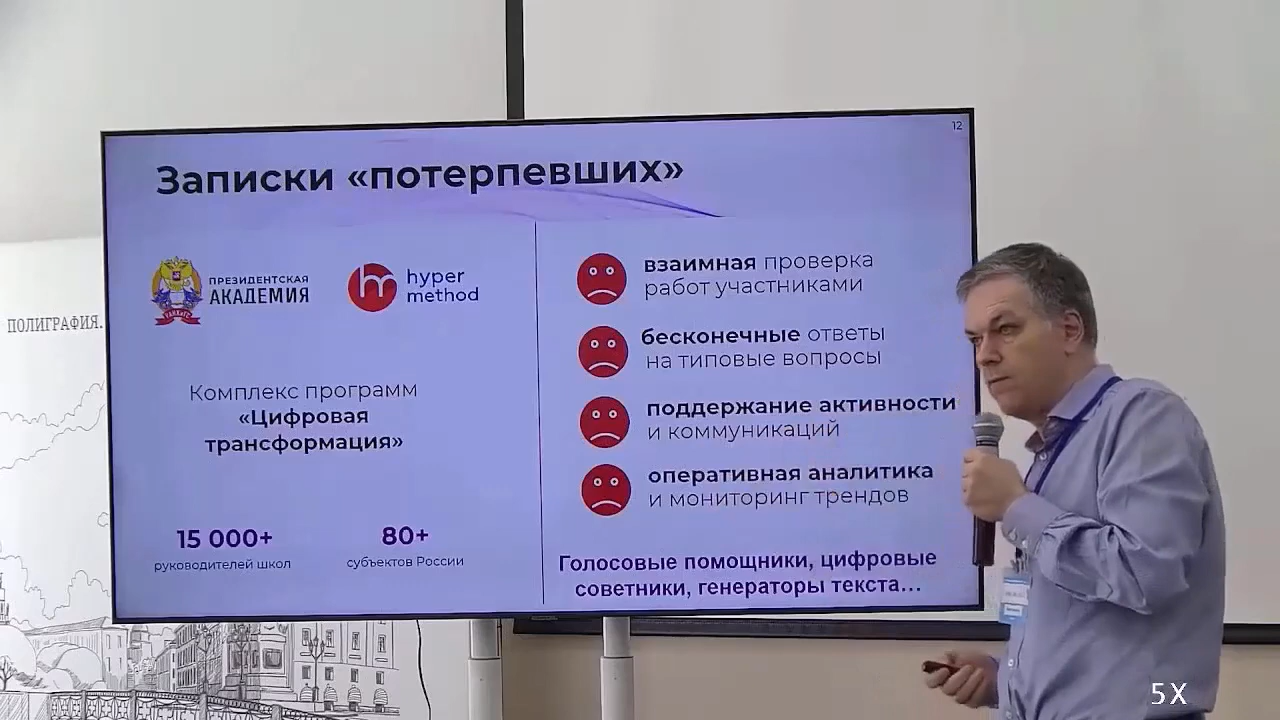 12
Записки «потерпевших»
ПРЕЗИДЕНТСКАЯ
АКАДЕМИЯ
РАНХиГС
hyper
method
Комплекс программ
«Цифровая
трансформация»
15 000+
руководителей школ
80+
субъектов России
взаимная проверка
работ участниками
бесконечные ответы
на типовые вопросы
поддержание активности
и коммуникаций
оперативная аналитика
и мониторинг трендов
Голосовые помощники, цифровые
советники, генераторы текста...
ПОЛИГРАФИЯ.
5X